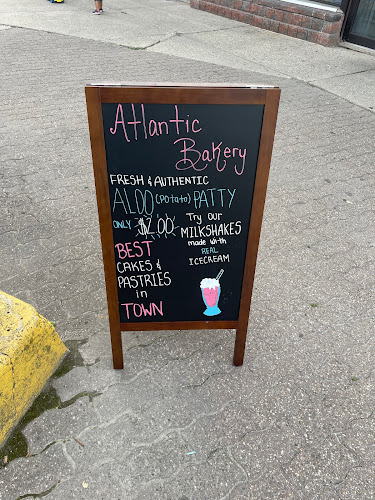 Atlantic
Bakery
FRESH & AUTHENTIC
ALOO (Potato) PATTY
ONLY $2.00
Try our
MILKSHAKES
made with
REAL
ICECREAM
BEST
CAKES &
PASTRIES
in
TOWN